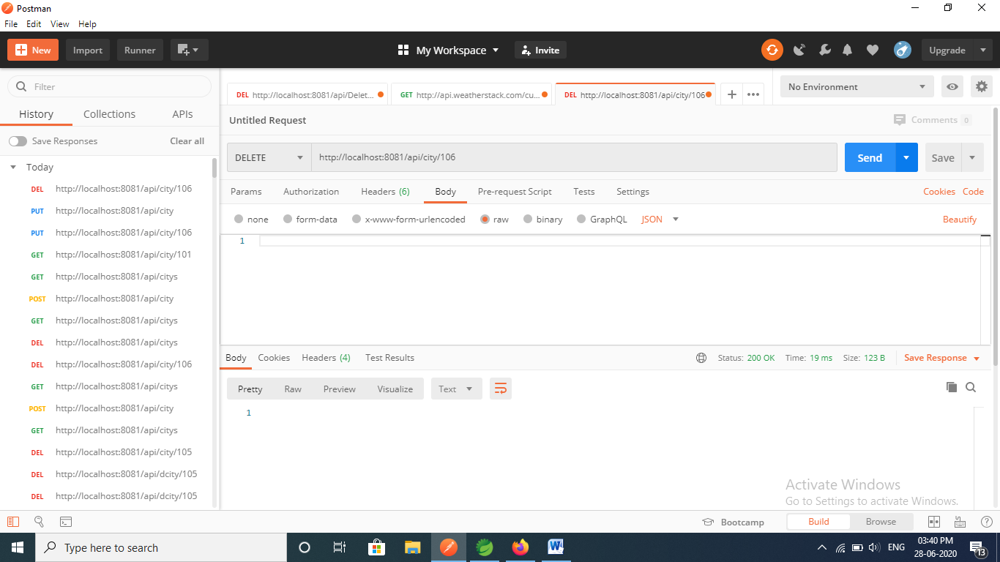 Postman
File Edit View Help
New Import Runner My Workspace Invite Upgrade
Filter
History Collections APIs
Save Responses Clear all
Today
DEL http://localhost:8081/api/city/106
PUT http://localhost:8081/api/city
PUT http://localhost:8081/api/city/106
GET http://localhost:8081/api/city/101
GET http://localhost:8081/api/citys
POST http://localhost:8081/api/city
GET http://localhost:8081/api/citys
DEL http://localhost:8081/api/citys
DEL http://localhost:8081/api/city/106
GET http://localhost:8081/api/citys
POST http://localhost:8081/api/city
GET http://localhost:8081/api/citys
DEL http://localhost:8081/api/city/105
DEL http://localhost:8081/api/dcity/105
DEL http://localhost:8081/api/dcity/105
DEL http://localhost:8081/api/Delet... GET http://api.weatherstack.com/cu... DEL http://localhost:8081/api/city/106
No Environment
Untitled Request Comments 0
DELETE http://localhost:8081/api/city/106 Send Save
Params Authorization Headers (6) Body Pre-request Script Tests Settings Cookies Code
none form-data x-www-form-urlencoded raw binary GraphQL JSON Beautify
1
Body Cookies Headers (4) Test Results Status: 200 OK Time: 19 ms Size: 123 B Save Response
Pretty Raw Preview Visualize Text
1
Activate Windows
Go to Settings to activate Windows.
Bootcamp Build Browse
Type here to search
W
ENG
03:40 PM
28-06-2020
13